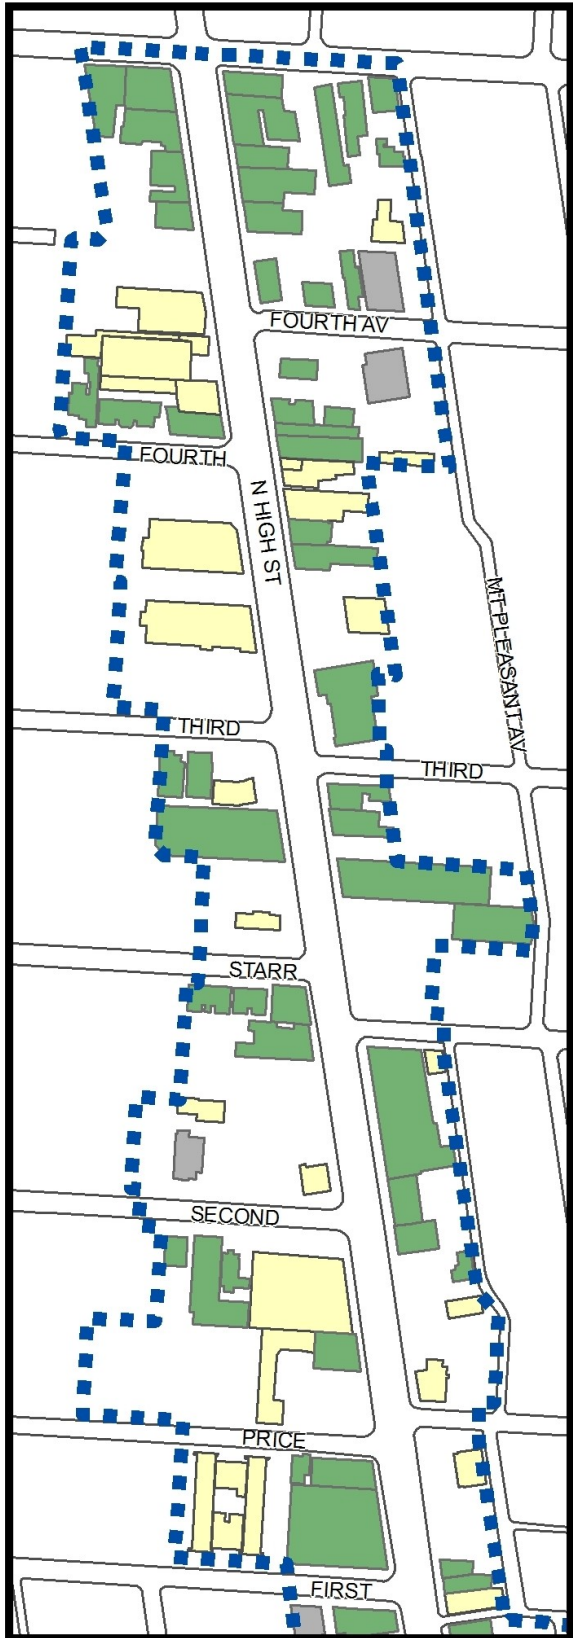 FOURTH AV
FOURTH
N HIGH ST
MT PLEASANT AV
THIRD
THIRD
STARR
SECOND
PRICE
FIRST